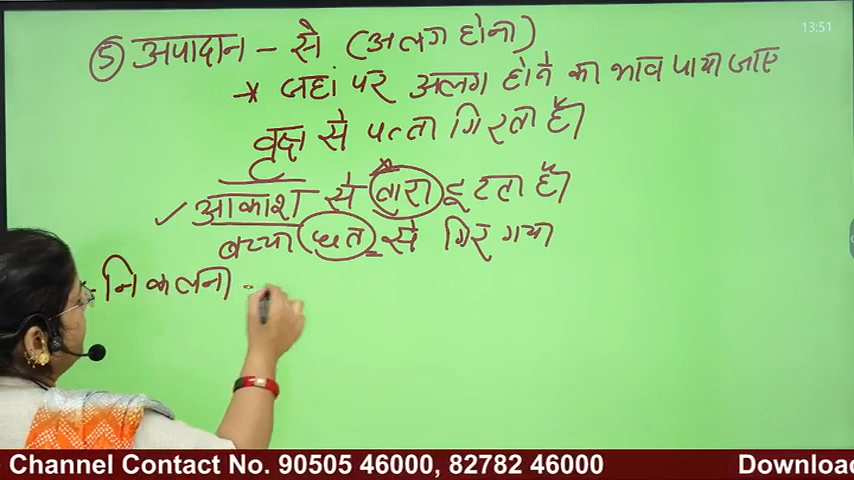 13:51
⑤ अपादान - से (अलग होना)
* जहां पर अलग होने का भाव पाया जाए
वृक्ष से पत्ता गिरता है।
✓ आकाश से तारा टूटता है।
बच्चा छत से गिर गया
- निकलना -
Channel Contact No. 90505 46000, 82782 46000 Download